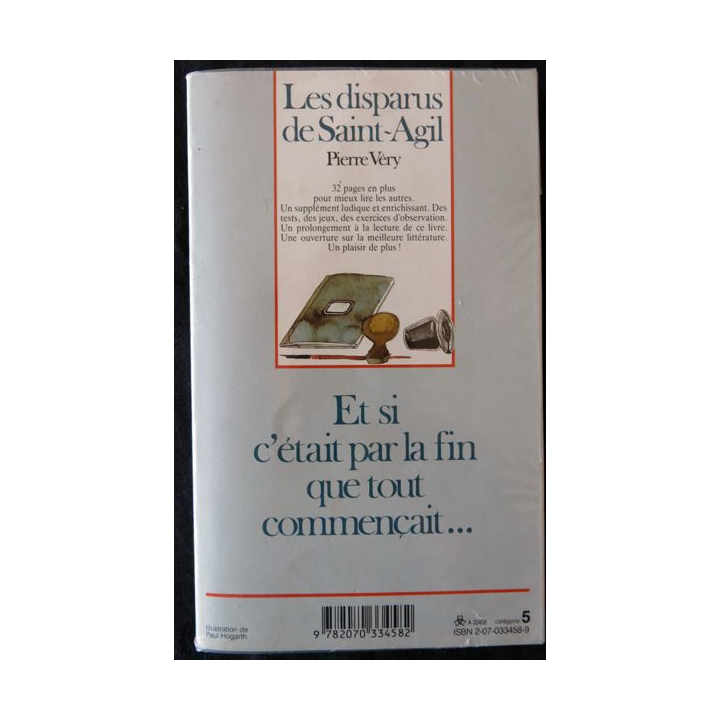 Les disparus
de Saint-Agil
Pierre Véry
32 pages en plus
pour mieux lire les autres.
Un supplément ludique et enrichissant. Des
tests, des jeux, des exercices d'observation.
Un prolongement à la lecture de ce livre.
Une ouverture sur la meilleure littérature.
Un plaisir de plus !
Et si
c'était par la fin
que tout
commençait...
Illustration de
Paul Hogarth
9 782070 334582
A 33458 catégorie 5
ISBN 2-07-033458-9